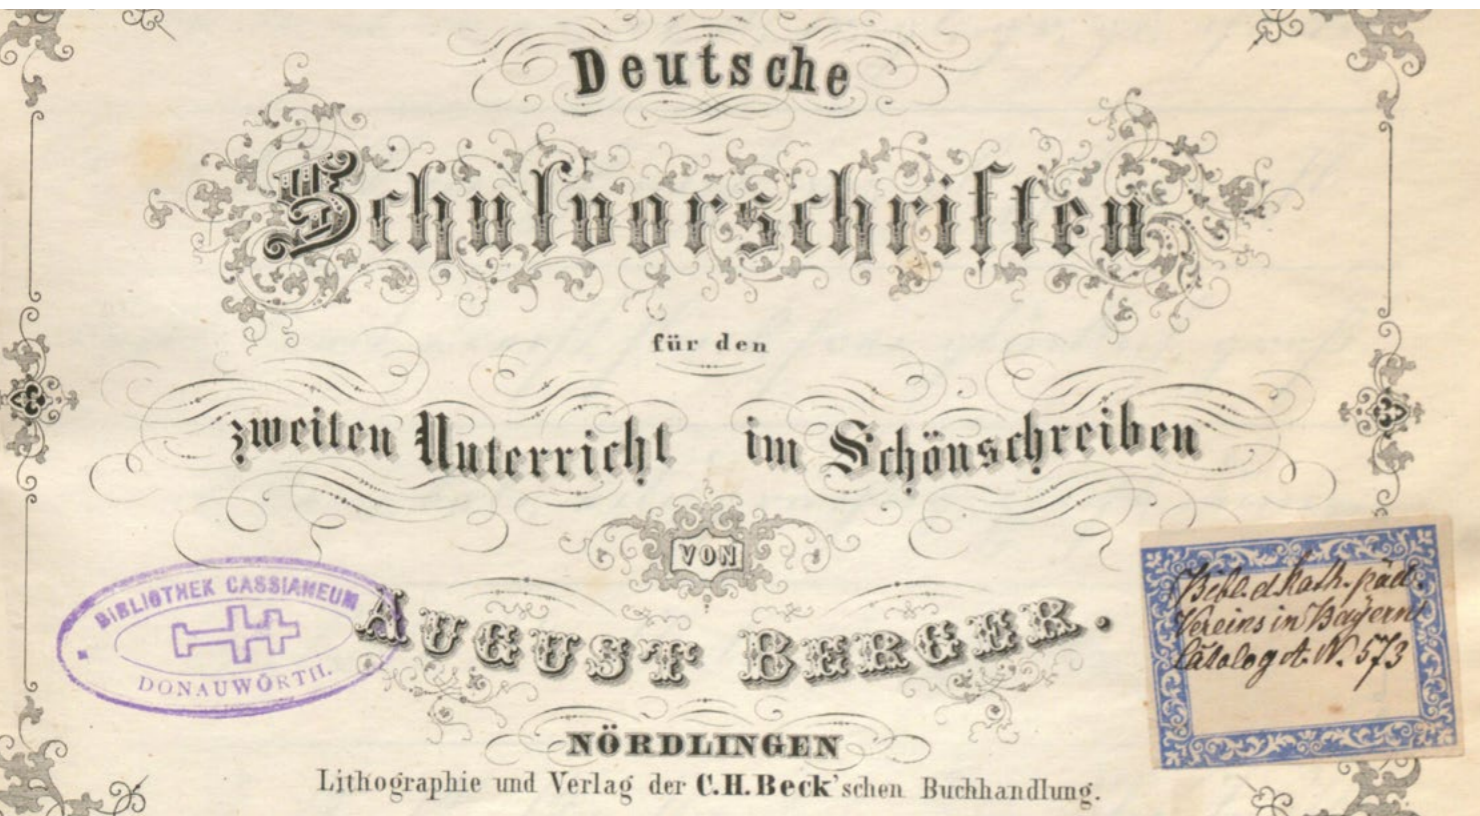 Deutsche
Schulvorschriften
für den
zweiten Unterricht im Schönschreiben
VON
AUGUST BERGER.
NÖRDLINGEN
Lithographie und Verlag der C.H.Beck'schen Buchhandlung.
BIBLIOTHEK CASSIANEUM
DONAUWÖRTH.
Bibl. d. Kath. päd.
Vereins in Bayern
Catalog A. N. 573